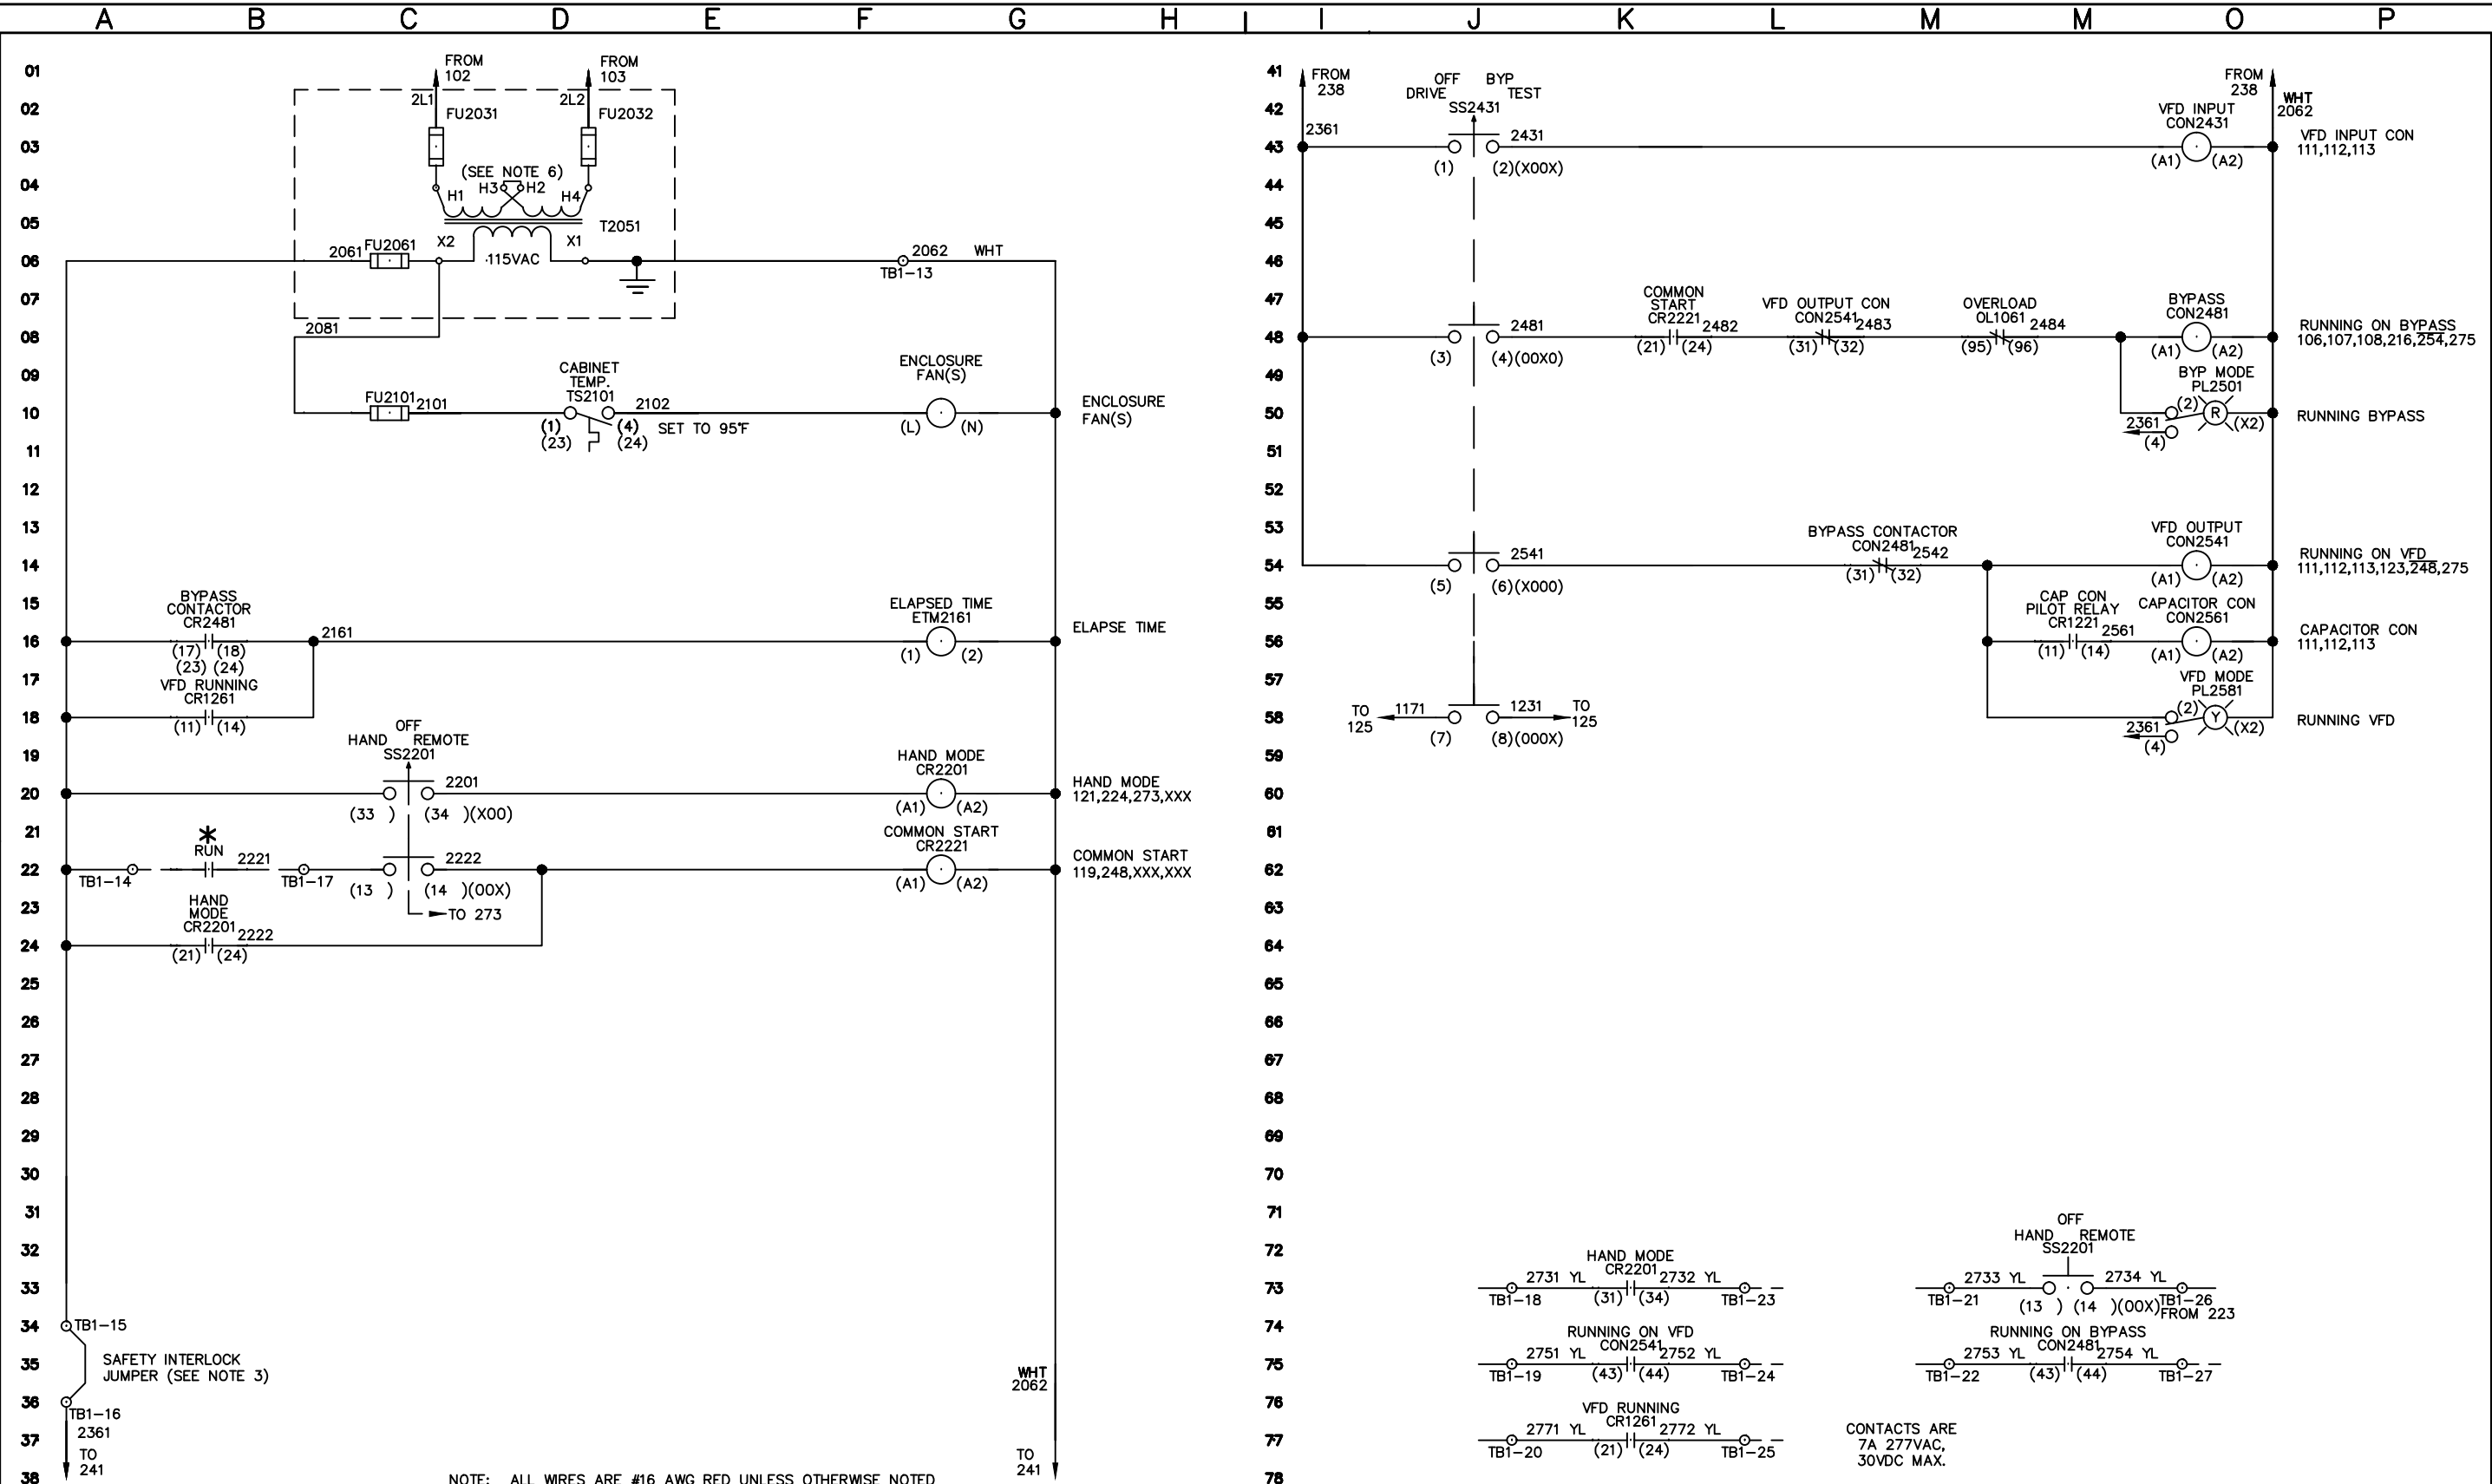 A B C D E F G H I J K L M M O P
01
FROM
102
FROM
103
2L1
2L2
02
FU2031
FU2032
03
(SEE NOTE 6)
04
H1
H3
H2
H4
05
T2051
X2
X1
2061
FU2061
115VAC
2062 WHT
06
TB1-13
07
2081
08
09
CABINET
TEMP.
TS2101
ENCLOSURE
FAN(S)
FU2101
2101
2102
10
ENCLOSURE
FAN(S)
(1)
(23)
(4)
(24)
SET TO 95°F
(L)
(N)
11
12
13
14
15
BYPASS
CONTACTOR
CR2481
2161
ELAPSED TIME
ETM2161
16
ELAPSE TIME
(17) (18)
(23) (24)
(1)
(2)
17
VFD RUNNING
CR1261
18
(11) (14)
OFF
HAND REMOTE
SS2201
19
2201
HAND MODE
CR2201
20
HAND MODE
121,224,273,XXX
(33 )
(34 )(X00)
(A1) (A2)
21
*
RUN
2221
2222
COMMON START
CR2221
22
COMMON START
119,248,XXX,XXX
TB1-14
TB1-17
(13 )
(14 )(00X)
(A1) (A2)
23
TO 273
HAND
MODE
CR2201
2222
24
(21) (24)
25
26
27
28
29
30
31
32
33
34
TB1-15
35
SAFETY INTERLOCK
JUMPER (SEE NOTE 3)
WHT
2062
36
TB1-16
2361
37
TO
241
TO
241
38
NOTE: ALL WIRES ARE #16 AWG RED UNLESS OTHERWISE NOTED
41
FROM
238
OFF BYP
DRIVE TEST
SS2431
FROM
238
WHT
2062
42
2361
2431
VFD INPUT
CON2431
43
VFD INPUT CON
111,112,113
(1)
(2)(X00X)
(A1) (A2)
44
45
46
47
2481
COMMON
START
CR2221
2482
VFD OUTPUT CON
CON2541
2483
OVERLOAD
OL1061
2484
BYPASS
CON2481
48
RUNNING ON BYPASS
106,107,108,216,254,275
(3)
(4)(00X0)
(21) (24)
(31) (32)
(95) (96)
(A1) (A2)
49
BYP MODE
PL2501
50
(2)
R
(X2)
RUNNING BYPASS
2361
(4)
51
52
53
2541
BYPASS CONTACTOR
CON2481
2542
VFD OUTPUT
CON2541
54
RUNNING ON VFD
111,112,113,123,248,275
(5)
(6)(X000)
(31) (32)
(A1) (A2)
55
CAP CON
PILOT RELAY
CR1221
2561
CAPACITOR CON
CON2561
56
CAPACITOR CON
111,112,113
(11) (14)
(A1) (A2)
57
VFD MODE
PL2581
58
TO
125
1171
1231
TO
125
(2)
Y
(X2)
RUNNING VFD
(7)
(8)(000X)
2361
(4)
59
60
61
62
63
64
65
66
67
68
69
70
71
72
HAND MODE
CR2201
OFF
HAND REMOTE
SS2201
73
2731 YL
2732 YL
2733 YL
2734 YL
TB1-18
(31) (34)
TB1-23
TB1-21
(13 ) (14 )(00X)
TB1-26
FROM 223
74
RUNNING ON VFD
CON2541
RUNNING ON BYPASS
CON2481
75
2751 YL
2752 YL
2753 YL
2754 YL
TB1-19
(43) (44)
TB1-24
TB1-22
(43) (44)
TB1-27
76
VFD RUNNING
CR1261
77
2771 YL
2772 YL
TB1-20
(21) (24)
TB1-25
CONTACTS ARE
7A 277VAC,
30VDC MAX.
78